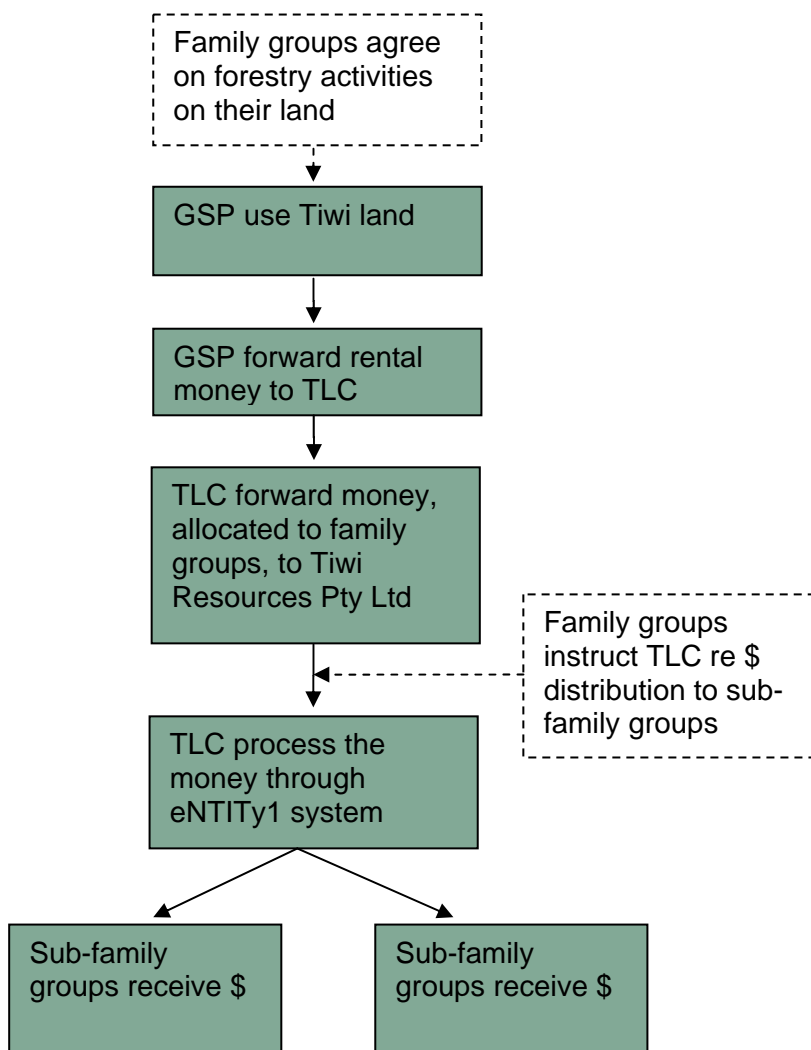 Family groups agree
on forestry activities
on their land
GSP use Tiwi land
GSP forward rental
money to TLC
TLC forward money,
allocated to family
groups, to Tiwi
Resources Pty Ltd
Family groups
instruct TLC re $
distribution to sub-
family groups
TLC process the
money through
eNTITy1 system
Sub-family
groups receive $
Sub-family
groups receive $